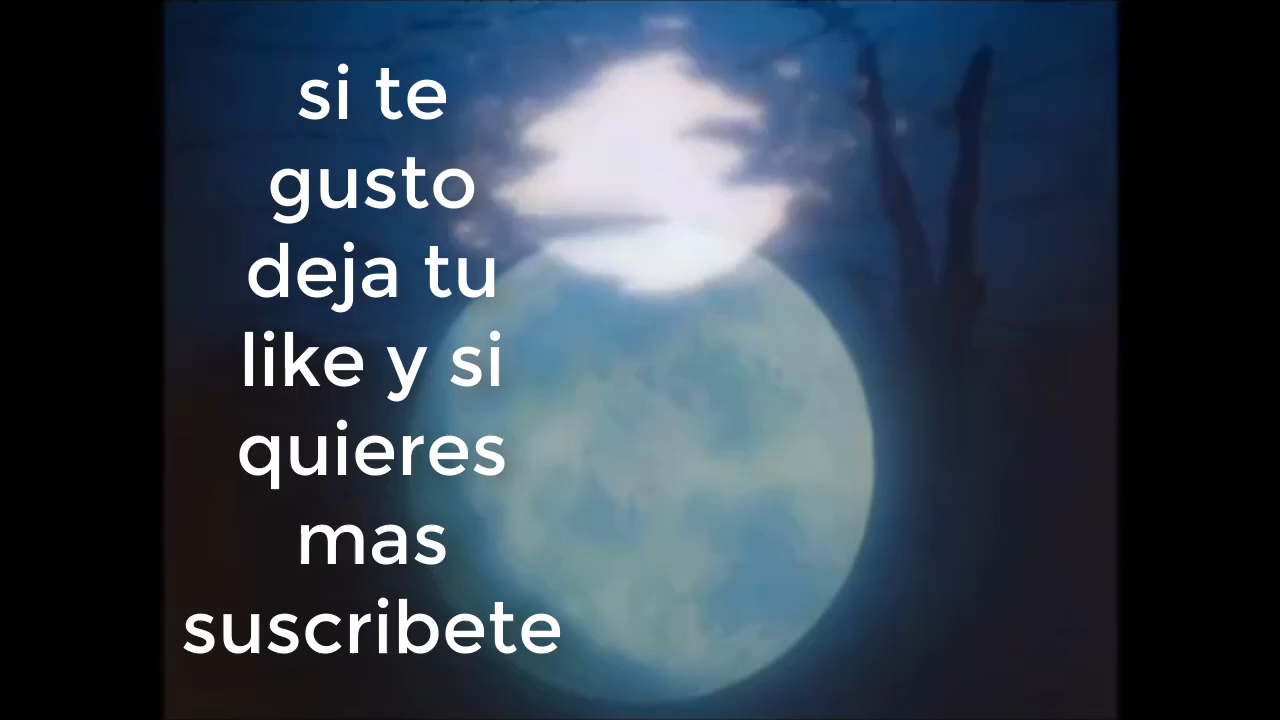 si te
gusto
deja tu
like y si
quieres
mas
suscribete